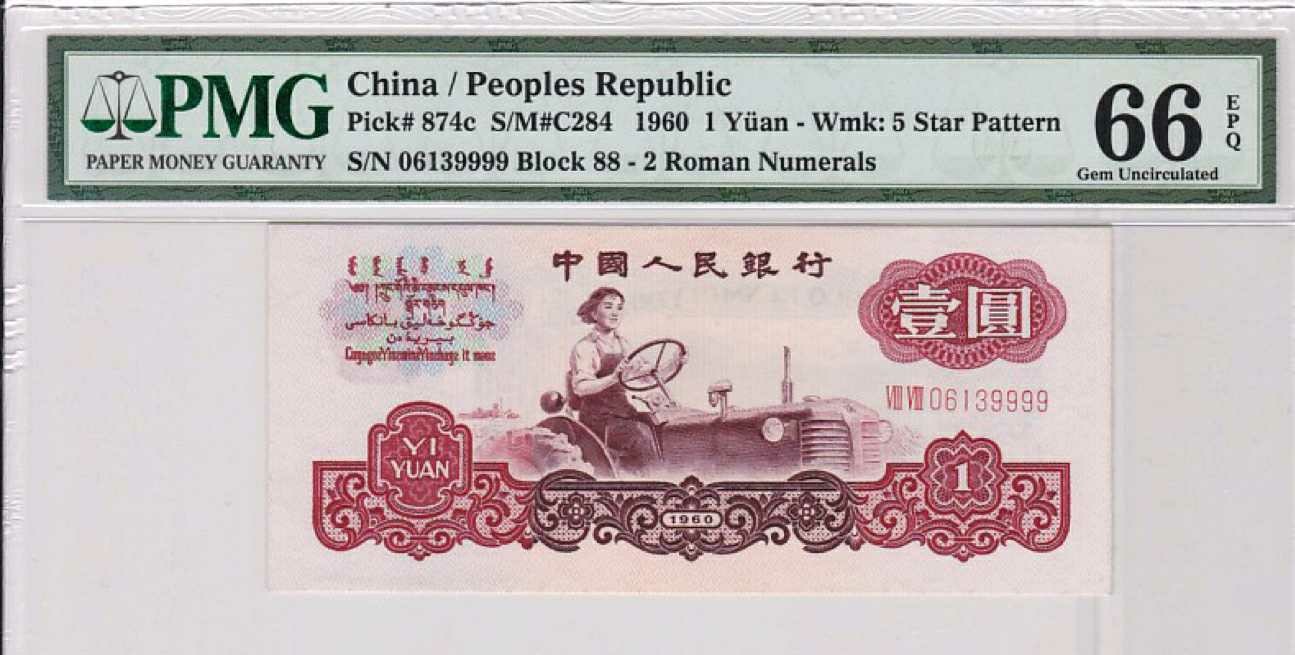 PMG
PAPER MONEY GUARANTY
China / Peoples Republic
Pick# 874c S/M#C284 1960 1 Yüan - Wmk: 5 Star Pattern
S/N 06139999 Block 88 - 2 Roman Numerals
66
EPQ
Gem Uncirculated
中國人民銀行
壹圓
VIII VIII 06139999
YI
YUAN
1
1960